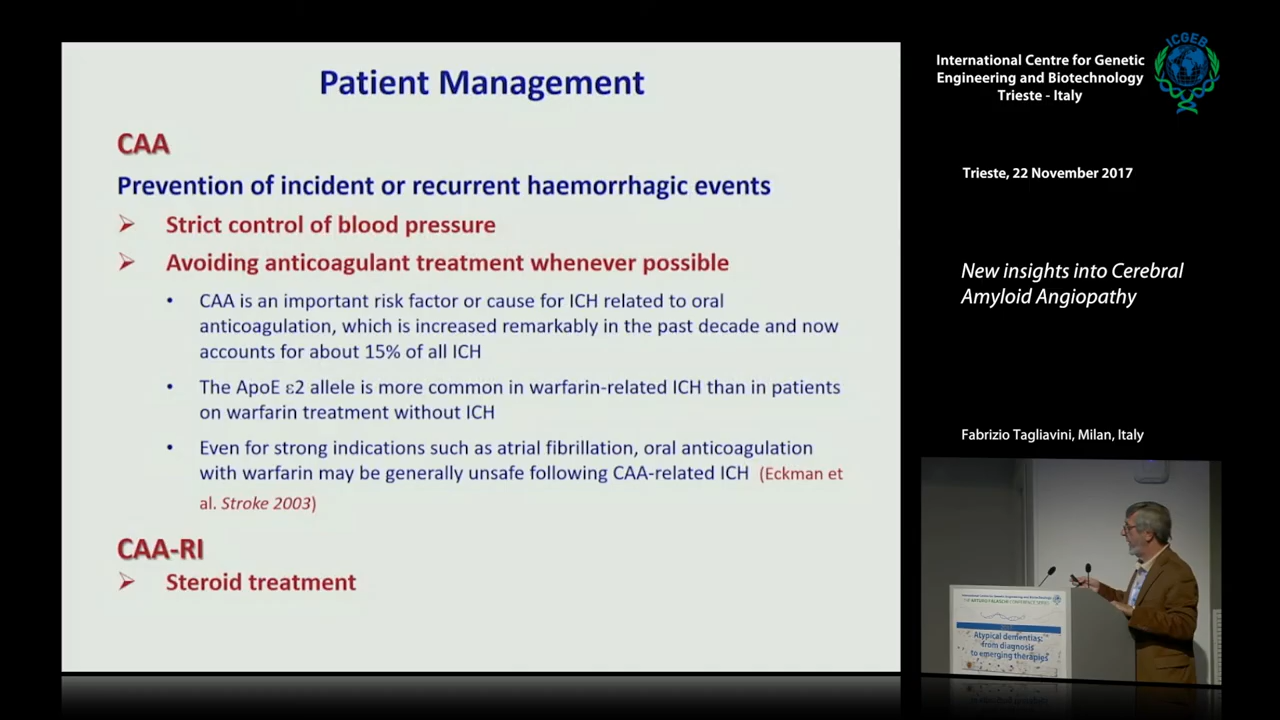 Patient Management
CAA
Prevention of incident or recurrent haemorrhagic events
➢ Strict control of blood pressure
➢ Avoiding anticoagulant treatment whenever possible
• CAA is an important risk factor or cause for ICH related to oral
anticoagulation, which is increased remarkably in the past decade and now
accounts for about 15% of all ICH
• The ApoE ε2 allele is more common in warfarin-related ICH than in patients
on warfarin treatment without ICH
• Even for strong indications such as atrial fibrillation, oral anticoagulation
with warfarin may be generally unsafe following CAA-related ICH (Eckman et
al. Stroke 2003)
CAA-RI
➢ Steroid treatment
International Centre for Genetic
Engineering and Biotechnology
Trieste - Italy
ICGEB
Trieste, 22 November 2017
New insights into Cerebral
Amyloid Angiopathy
Fabrizio Tagliavini, Milan, Italy
Atypical dementias:
from diagnosis
to emerging therapies